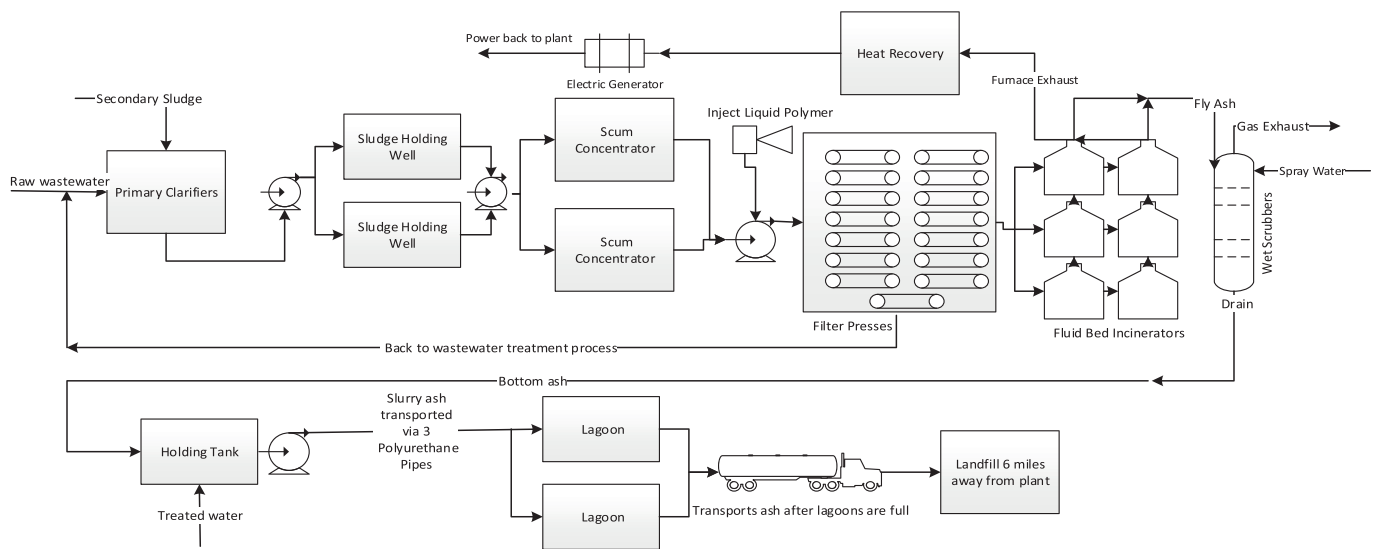 Power back to plant
Electric Generator
Heat Recovery
Furnace Exhaust
Secondary Sludge
Raw wastewater
Primary Clarifiers
Sludge Holding
Well
Sludge Holding
Well
Scum
Concentrator
Scum
Concentrator
Inject Liquid Polymer
Filter Presses
Fluid Bed Incinerators
Fly Ash
Gas Exhaust
Spray Water
Wet Scrubbers
Drain
Back to wastewater treatment process
Bottom ash
Holding Tank
Treated water
Slurry ash
transported
via 3
Polyurethane
Pipes
Lagoon
Lagoon
Transports ash after lagoons are full
Landfill 6 miles
away from plant